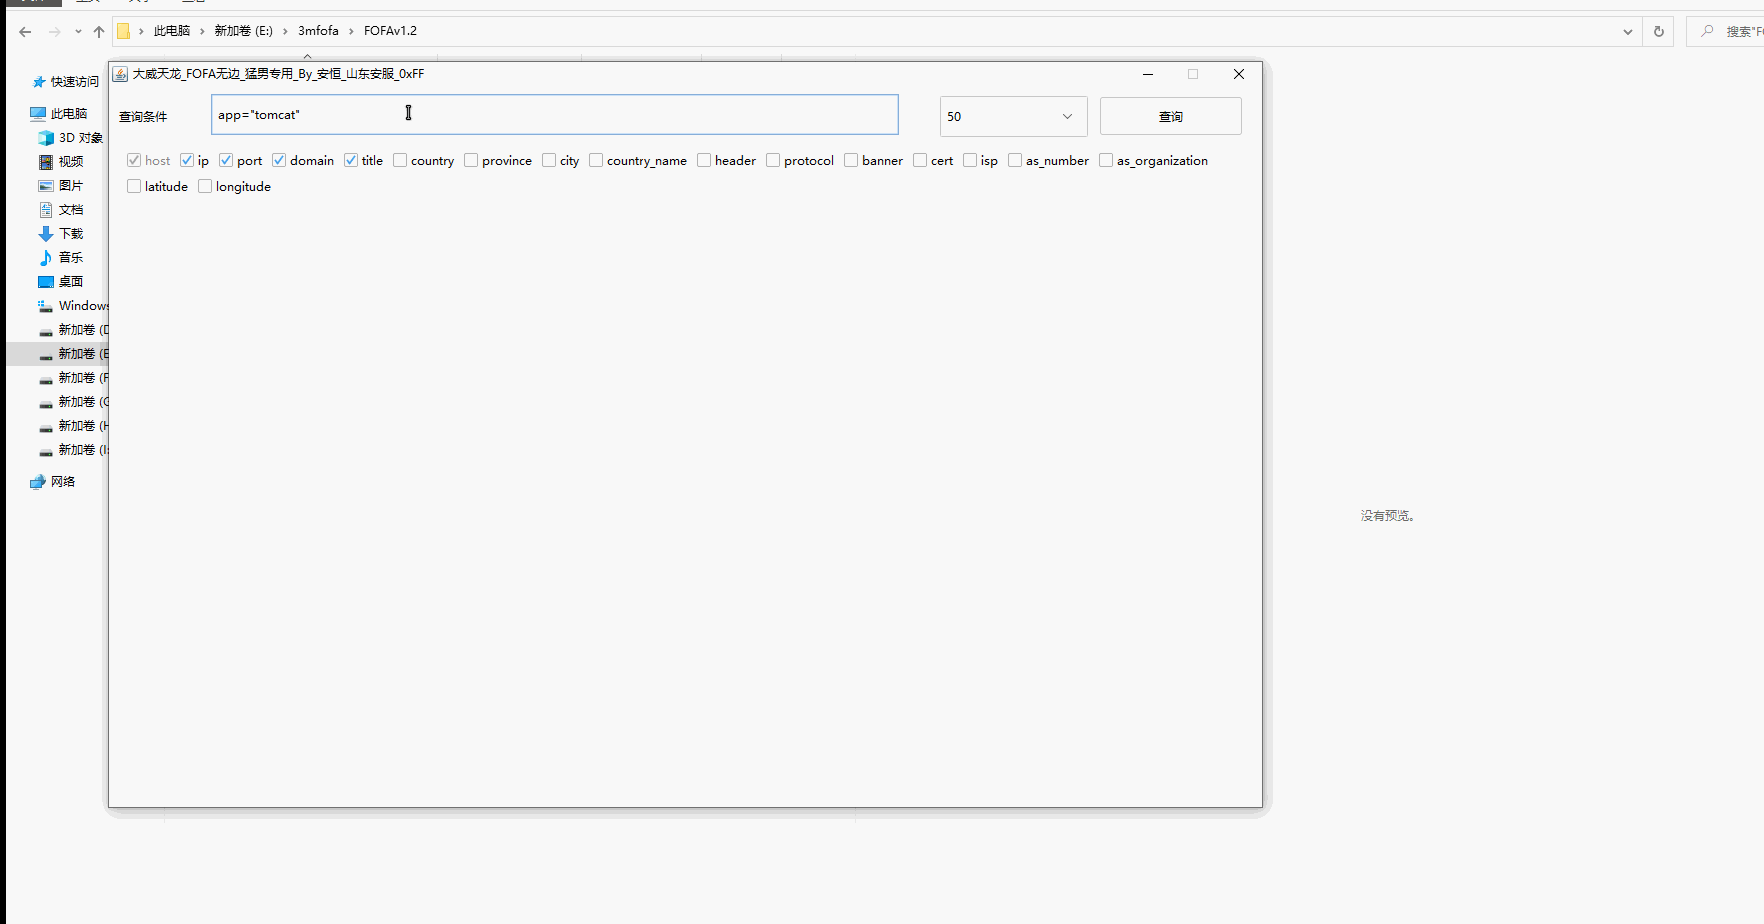 此电脑 新加卷 (E:) 3mfofa FOFAv1.2
搜索"F
快速访问
此电脑
3D 对象
视频
图片
文档
下载
音乐
桌面
Windows
新加卷 (D
新加卷 (E
新加卷 (F
新加卷 (G
新加卷 (H
新加卷 (I:
网络
大威天龙_FOFA无边_猛男专用_By_安恒_山东安服_0xFF
查询条件 app="tomcat" 50 查询
host ip port domain title country province city country_name header protocol banner cert isp as_number as_organization
latitude longitude
没有预览。